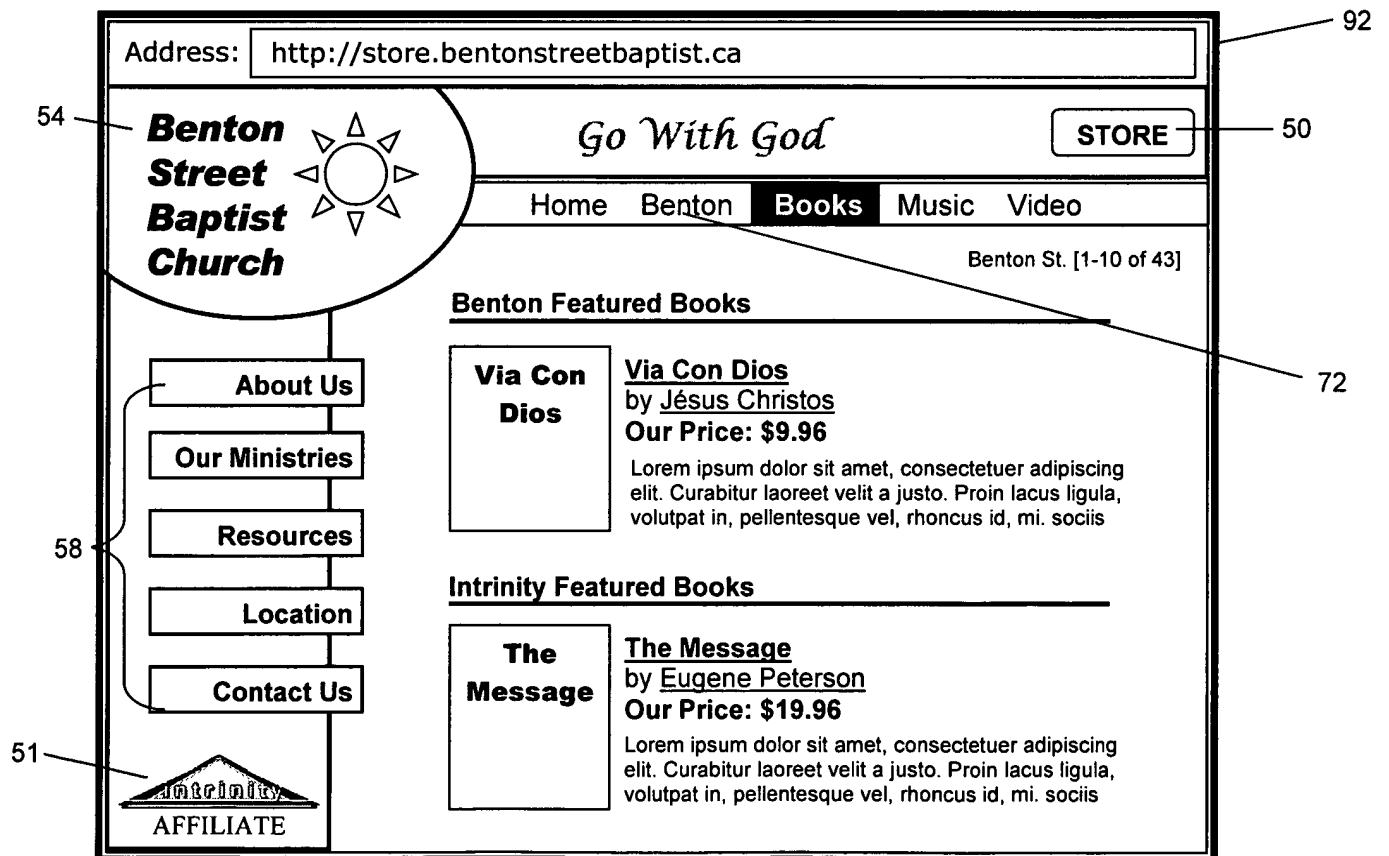 92
Address: http://store.bentonstreetbaptist.ca
54
Benton
Street
Baptist
Church
Go With God
STORE
50
Home Benton Books Music Video
Benton St. [1-10 of 43]
Benton Featured Books
Via Con
Dios
Via Con Dios
by Jésus Christos
Our Price: $9.96
Lorem ipsum dolor sit amet, consectetuer adipiscing
elit. Curabitur laoreet velit a justo. Proin lacus ligula,
volutpat in, pellentesque vel, rhoncus id, mi. sociis
72
About Us
Our Ministries
Resources
Location
Contact Us
58
Intrinity Featured Books
The
Message
The Message
by Eugene Peterson
Our Price: $19.96
Lorem ipsum dolor sit amet, consectetuer adipiscing
elit. Curabitur laoreet velit a justo. Proin lacus ligula,
volutpat in, pellentesque vel, rhoncus id, mi. sociis
51
Intrinity
AFFILIATE